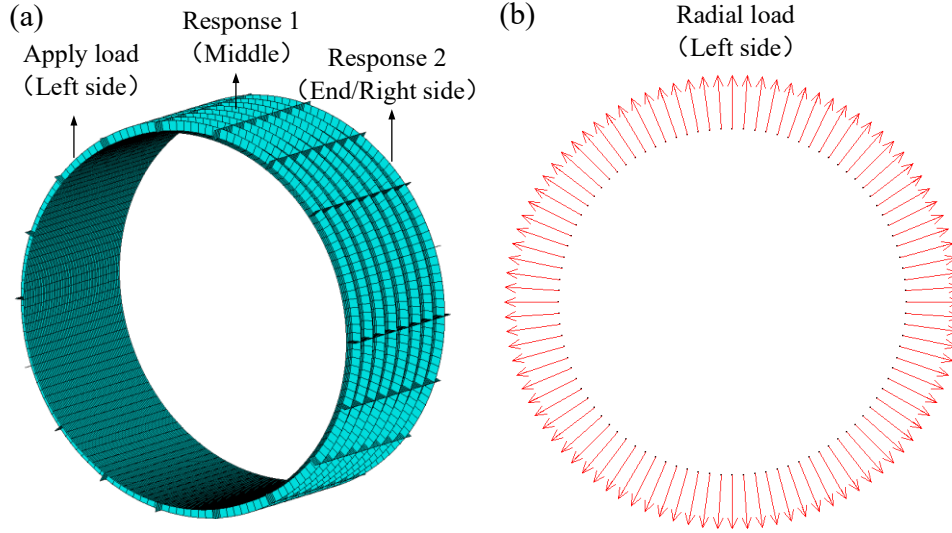 (a)
Apply load
（Left side）
Response 1
（Middle）
Response 2
（End/Right side）
(b)
Radial load
（Left side）